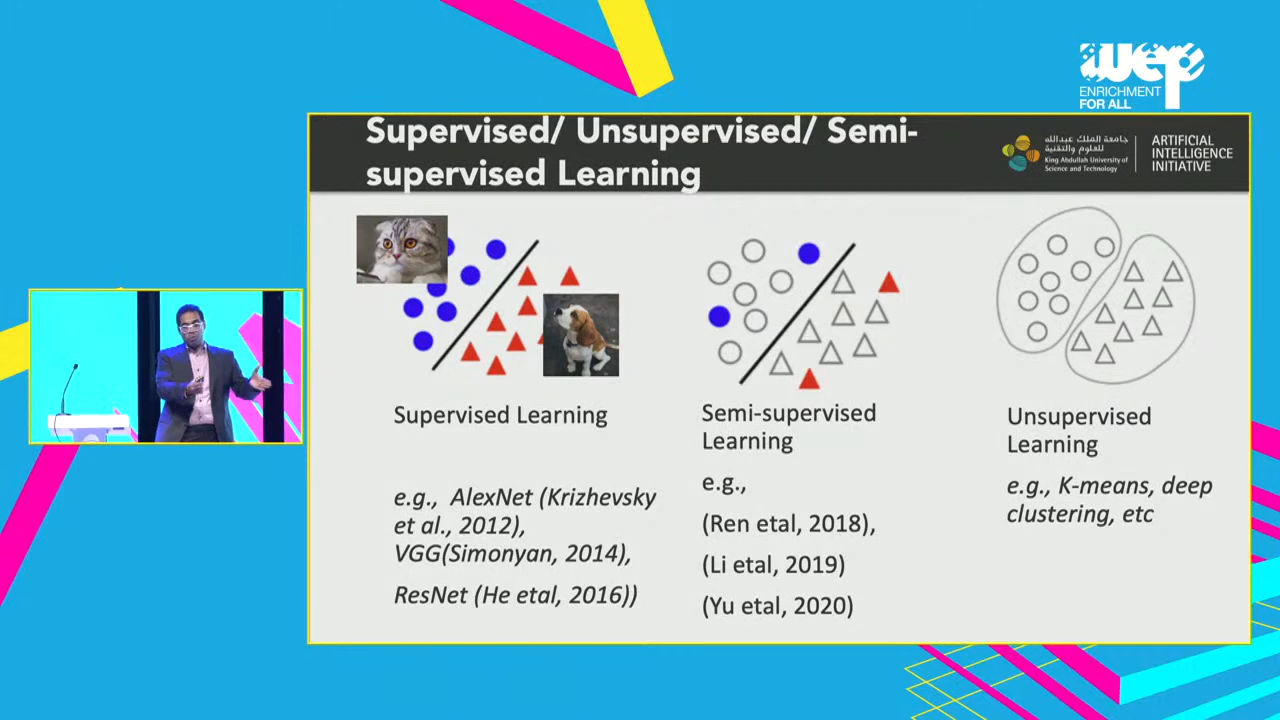 wep
ENRICHMENT
FOR ALL
Supervised/ Unsupervised/ Semi-
supervised Learning
جامعة الملك عبدالله
للعلوم والتقنية
King Abdullah University of
Science and Technology
ARTIFICIAL
INTELLIGENCE
INITIATIVE
Supervised Learning
e.g., AlexNet (Krizhevsky
et al., 2012),
VGG(Simonyan, 2014),
ResNet (He etal, 2016))
Semi-supervised
Learning
e.g.,
(Ren etal, 2018),
(Li etal, 2019)
(Yu etal, 2020)
Unsupervised
Learning
e.g., K-means, deep
clustering, etc